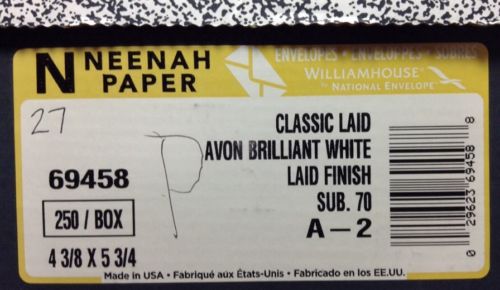 N NEENAH PAPER
ENVELOPES • ENVELOPPES • SOBRES
WILLIAMHOUSE
by NATIONAL ENVELOPE
27
P
CLASSIC LAID
AVON BRILLIANT WHITE
LAID FINISH
SUB. 70
A-2
69458
250 / BOX
4 3/8 X 5 3/4
0 29623 69458 8
Made in USA • Fabriqué aux États-Unis • Fabricado en los EE.UU.